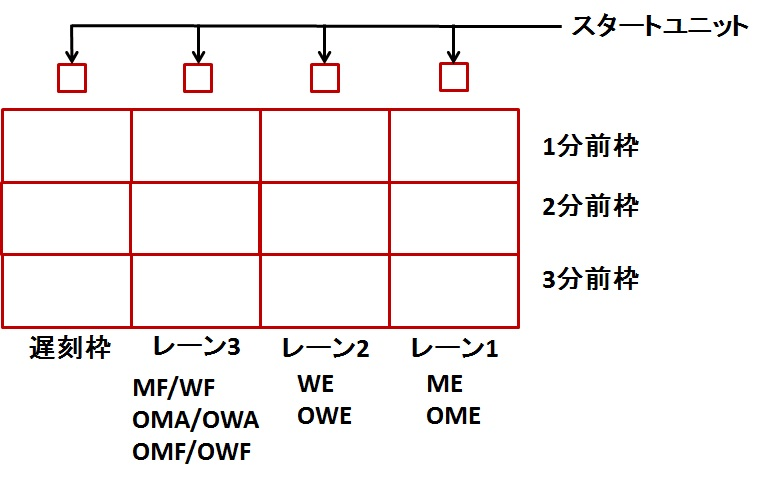 スタートユニット
1分前枠
2分前枠
3分前枠
遅刻枠
レーン3
レーン2
レーン1
MF/WF
OMA/OWA
OMF/OWF
WE
OWE
ME
OME